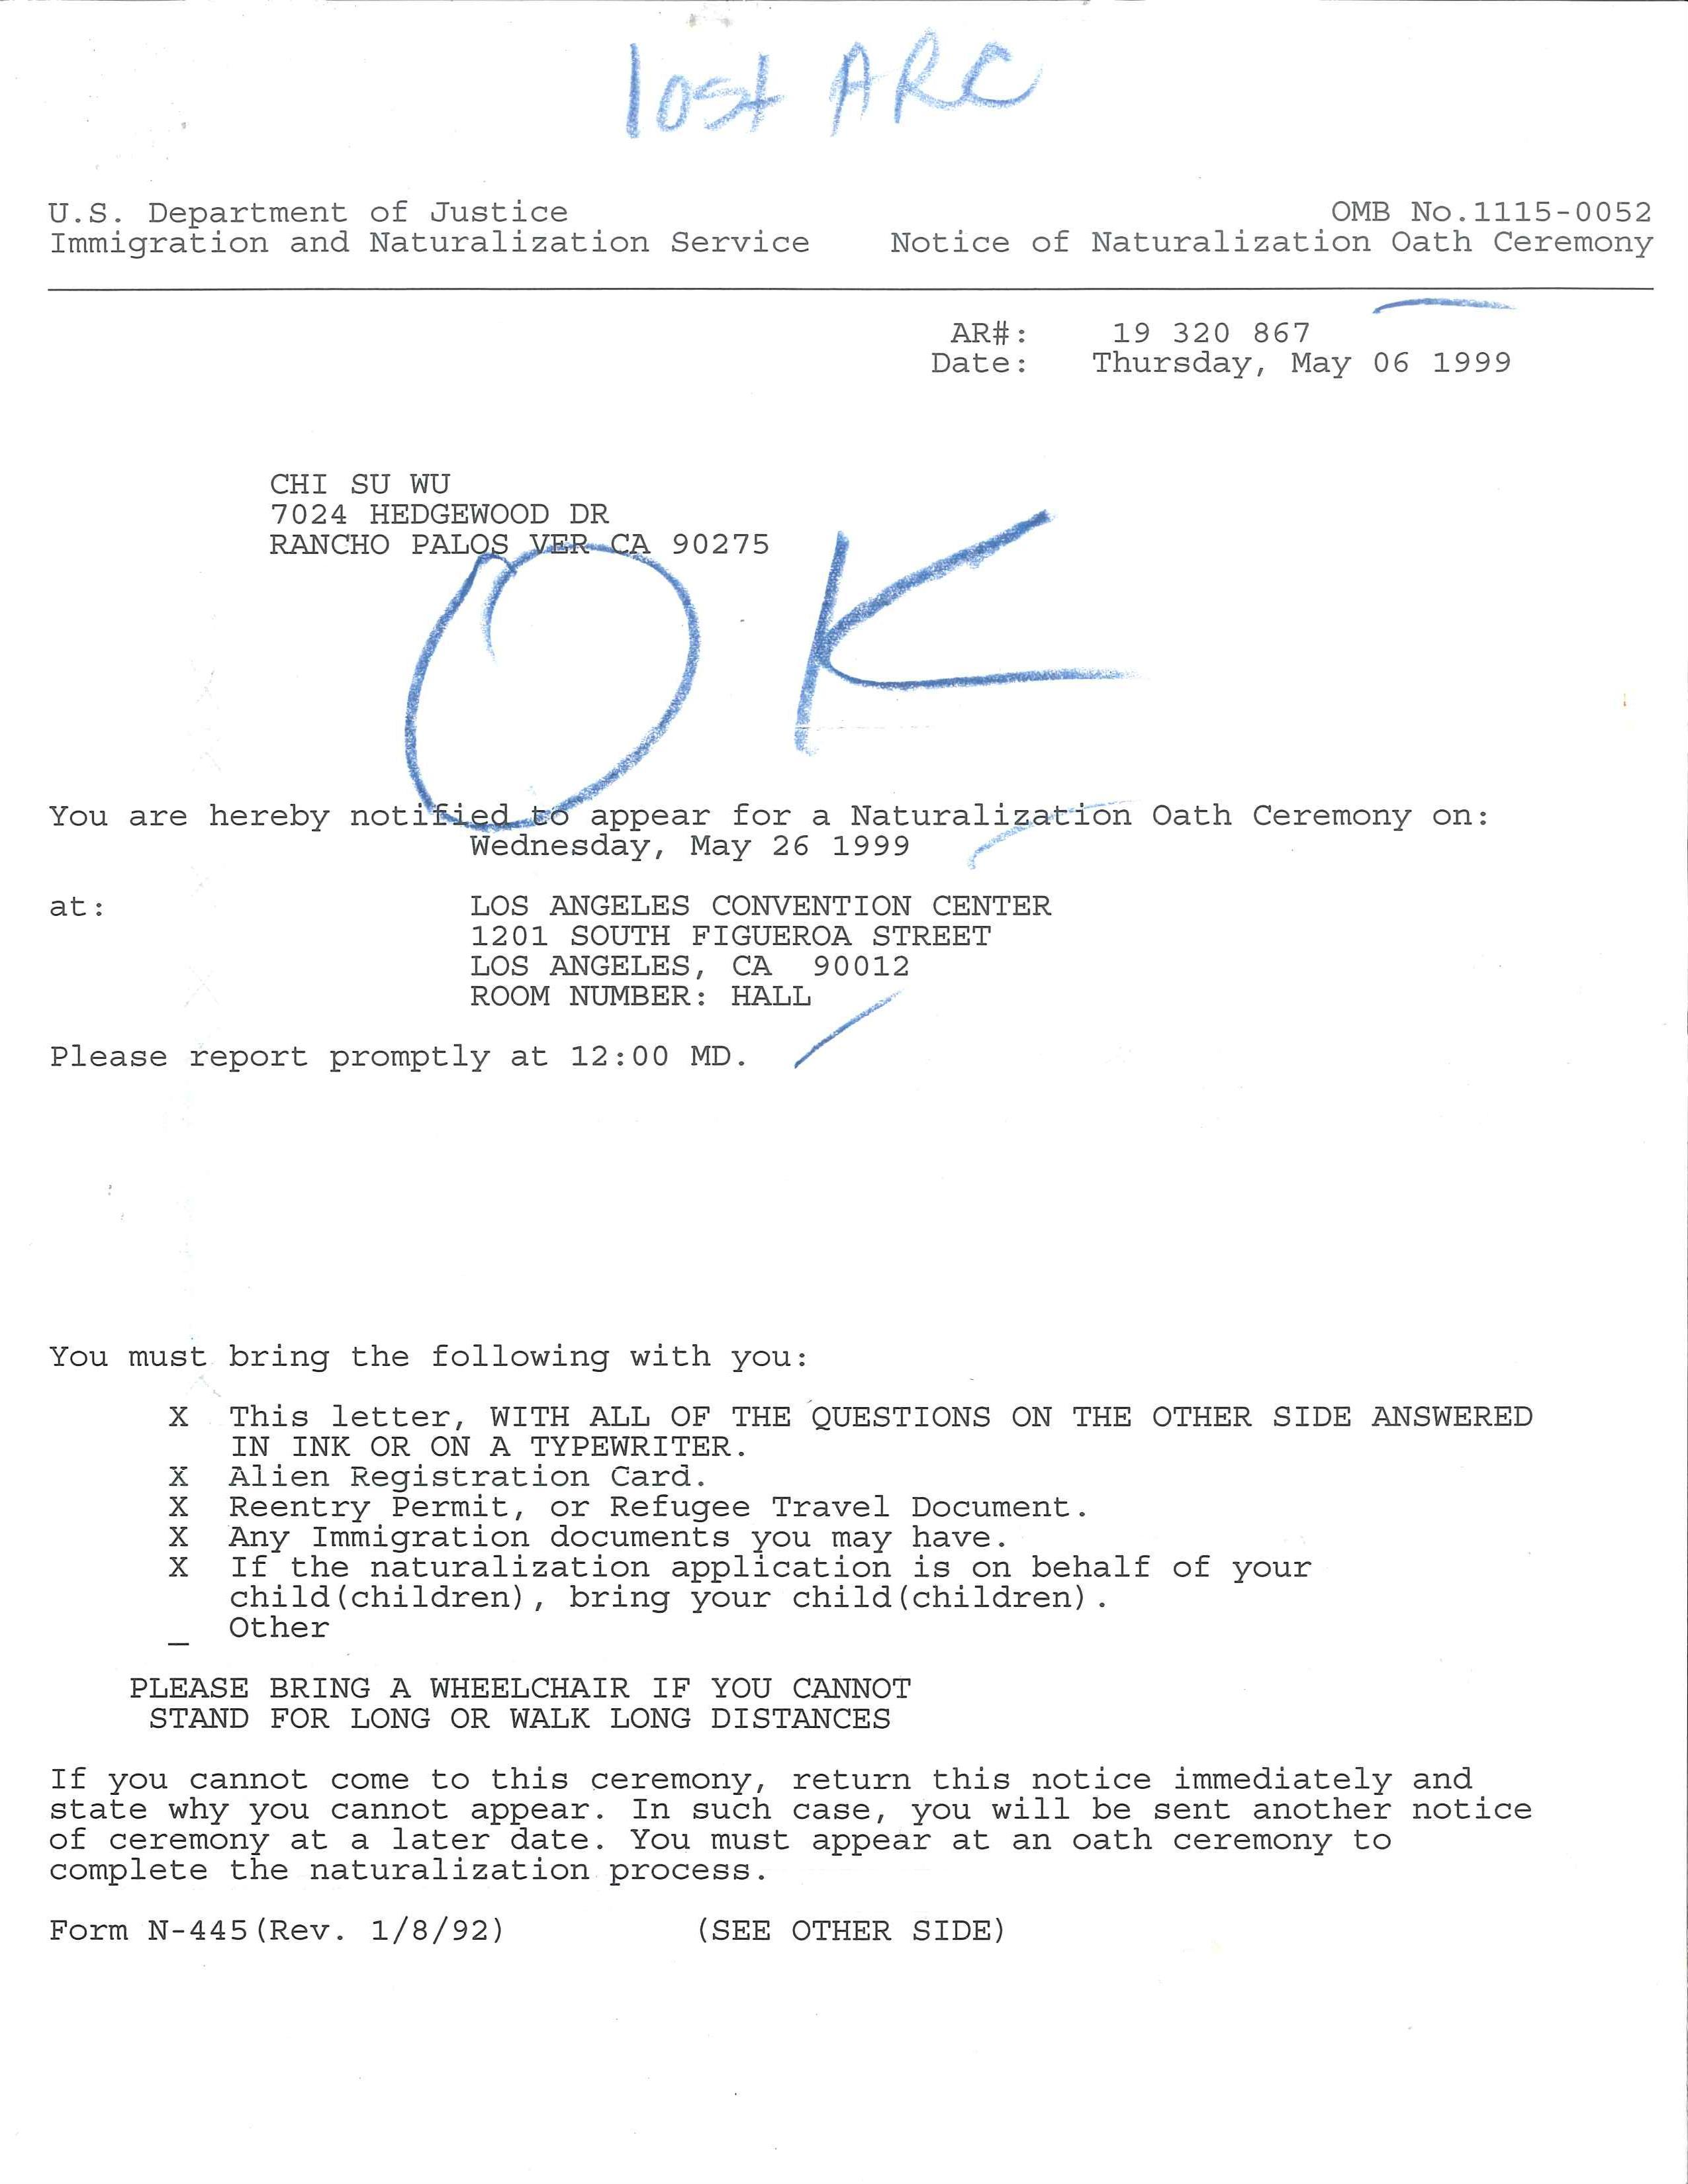 lost ARC
U.S. Department of Justice OMB No.1115-0052
Immigration and Naturalization Service Notice of Naturalization Oath Ceremony
AR#: 19 320 867
Date: Thursday, May 06 1999
CHI SU WU
7024 HEDGEWOOD DR
RANCHO PALOS VER CA 90275
OK
You are hereby notified to appear for a Naturalization Oath Ceremony on:
Wednesday, May 26 1999
at: LOS ANGELES CONVENTION CENTER
1201 SOUTH FIGUEROA STREET
LOS ANGELES, CA 90012
ROOM NUMBER: HALL
Please report promptly at 12:00 MD.
You must bring the following with you:
X This letter, WITH ALL OF THE QUESTIONS ON THE OTHER SIDE ANSWERED
IN INK OR ON A TYPEWRITER.
X Alien Registration Card.
X Reentry Permit, or Refugee Travel Document.
X Any Immigration documents you may have.
X If the naturalization application is on behalf of your
child(children), bring your child(children).
_ Other
PLEASE BRING A WHEELCHAIR IF YOU CANNOT
STAND FOR LONG OR WALK LONG DISTANCES
If you cannot come to this ceremony, return this notice immediately and
state why you cannot appear. In such case, you will be sent another notice
of ceremony at a later date. You must appear at an oath ceremony to
complete the naturalization process.
Form N-445(Rev. 1/8/92) (SEE OTHER SIDE)